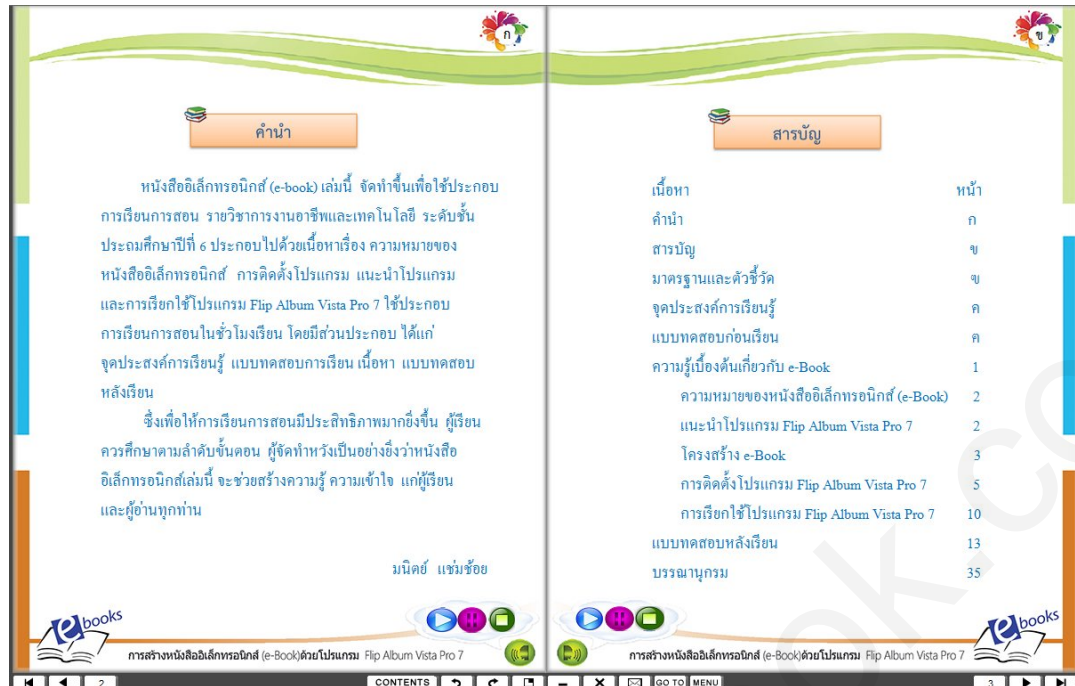 ก
คำนำ
หนังสืออิเล็กทรอนิกส์ (e-book) เล่มนี้ จัดทำขึ้นเพื่อใช้ประกอบ
การเรียนการสอน รายวิชาการงานอาชีพและเทคโนโลยี ระดับชั้น
ประถมศึกษาปีที่ 6 ประกอบไปด้วยเนื้อหาเรื่อง ความหมายของ
หนังสืออิเล็กทรอนิกส์ การติดตั้งโปรแกรม แนะนำโปรแกรม
และการเรียกใช้โปรแกรม Flip Album Vista Pro 7 ใช้ประกอบ
การเรียนการสอนในชั่วโมงเรียน โดยมีส่วนประกอบ ได้แก่
จุดประสงค์การเรียนรู้ แบบทดสอบการเรียน เนื้อหา แบบทดสอบ
หลังเรียน
ซึ่งเพื่อให้การเรียนการสอนมีประสิทธิภาพมากยิ่งขึ้น ผู้เรียน
ควรศึกษาตามลำดับขั้นตอน ผู้จัดทำหวังเป็นอย่างยิ่งว่าหนังสือ
อิเล็กทรอนิกส์เล่มนี้ จะช่วยสร้างความรู้ ความเข้าใจ แก่ผู้เรียน
และผู้อ่านทุกท่าน
มนิตย์ แช่มช้อย
e books
การสร้างหนังสืออิเล็กทรอนิกส์ (e-Book)ด้วยโปรแกรม Flip Album Vista Pro 7
ข
สารบัญ
เนื้อหา หน้า
คำนำ ก
สารบัญ ข
มาตรฐานและตัวชี้วัด ฃ
จุดประสงค์การเรียนรู้ ค
แบบทดสอบก่อนเรียน ค
ความรู้เบื้องต้นเกี่ยวกับ e-Book 1
ความหมายของหนังสืออิเล็กทรอนิกส์ (e-Book) 2
แนะนำโปรแกรม Flip Album Vista Pro 7 2
โครงสร้าง e-Book 3
การติดตั้งโปรแกรม Flip Album Vista Pro 7 5
การเรียกใช้โปรแกรม Flip Album Vista Pro 7 10
แบบทดสอบหลังเรียน 13
บรรณานุกรม 35
e books
การสร้างหนังสืออิเล็กทรอนิกส์ (e-Book)ด้วยโปรแกรม Flip Album Vista Pro 7
2 CONTENTS GO TO MENU 3